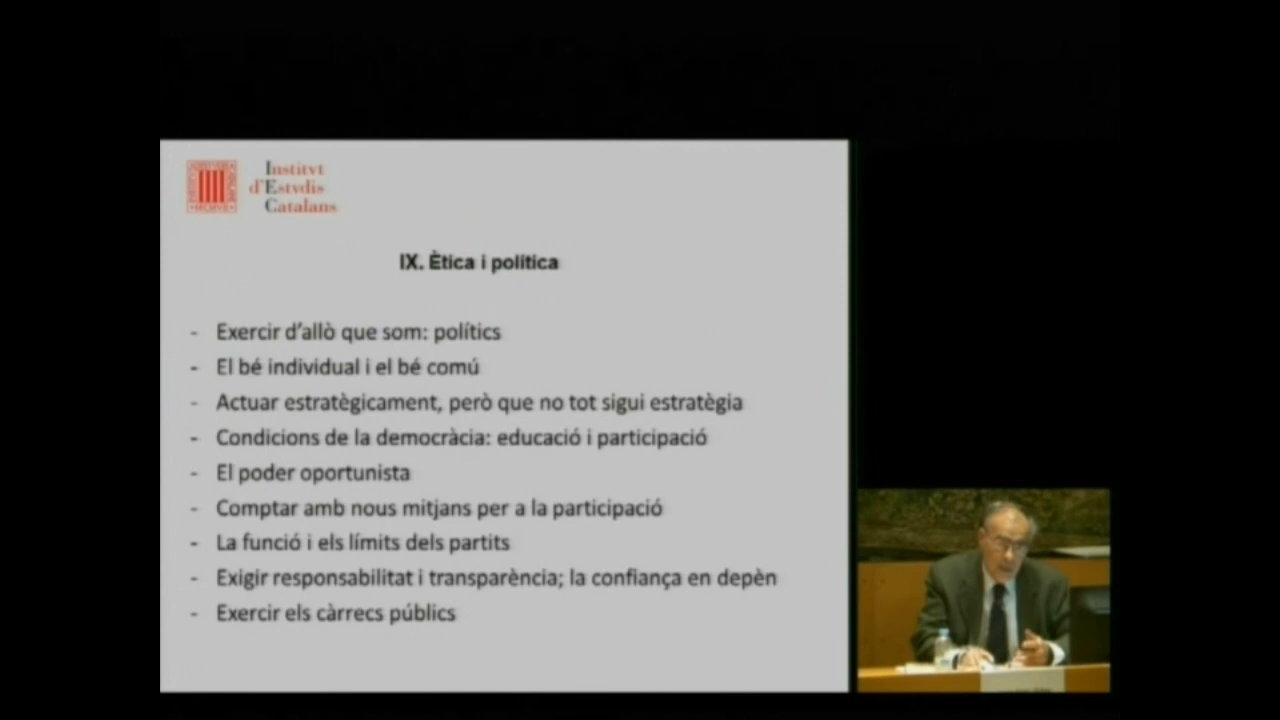 Institvt
d'Estvdis
Catalans
IX. Ètica i política
- Exercir d'allò que som: polítics
- El bé individual i el bé comú
- Actuar estratègicament, però que no tot sigui estratègia
- Condicions de la democràcia: educació i participació
- El poder oportunista
- Comptar amb nous mitjans per a la participació
- La funció i els límits dels partits
- Exigir responsabilitat i transparència; la confiança en depèn
- Exercir els càrrecs públics